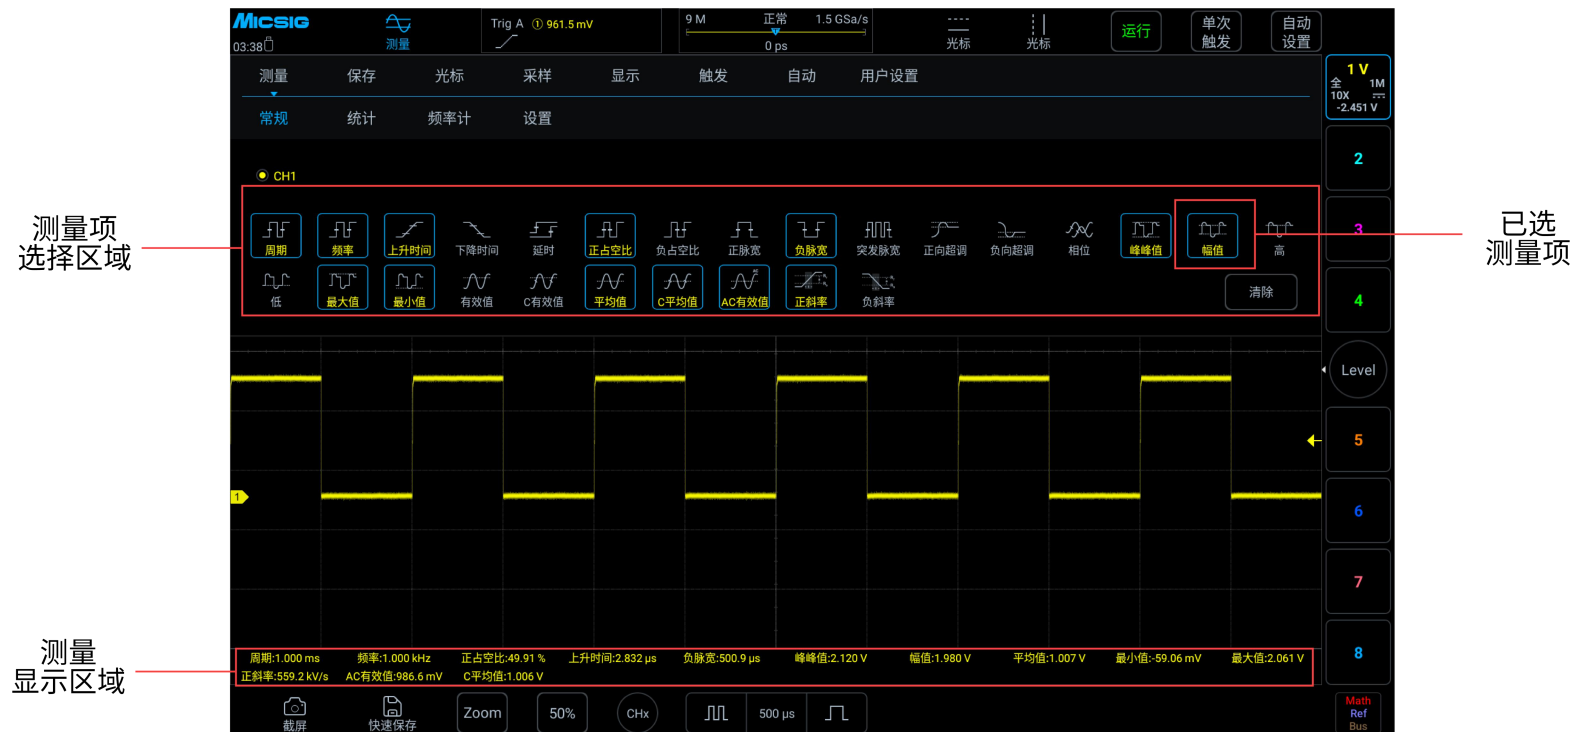 Micsig
03:38
测量
Trig A ① 961.5 mV
9 M 正常 1.5 GSa/s
0 ps
光标
光标
运行
单次
触发
自动
设置
测量 保存 光标 采样 显示 触发 自动 用户设置
常规 统计 频率计 设置
CH1
周期 频率 上升时间 下降时间 延时 正占空比 负占空比 正脉宽 负脉宽 突发脉宽 正向超调 负向超调 相位 峰峰值 幅值 高
低 最大值 最小值 有效值 C有效值 平均值 C平均值 AC有效值 正斜率 负斜率 清除
测量项
选择区域
已选
测量项
1 V
全 1M
10X
-2.451 V
2
3
4
Level
5
6
7
8
1
测量
显示区域
周期:1.000 ms 频率:1.000 kHz 正占空比:49.91 % 上升时间:2.832 μs 负脉宽:500.9 μs 峰峰值:2.120 V 幅值:1.980 V 平均值:1.007 V 最小值:-59.06 mV 最大值:2.061 V
正斜率:559.2 kV/s AC有效值:986.6 mV C平均值:1.006 V
截屏
快速保存
Zoom
50%
CHx
500 μs
Math
Ref
Bus